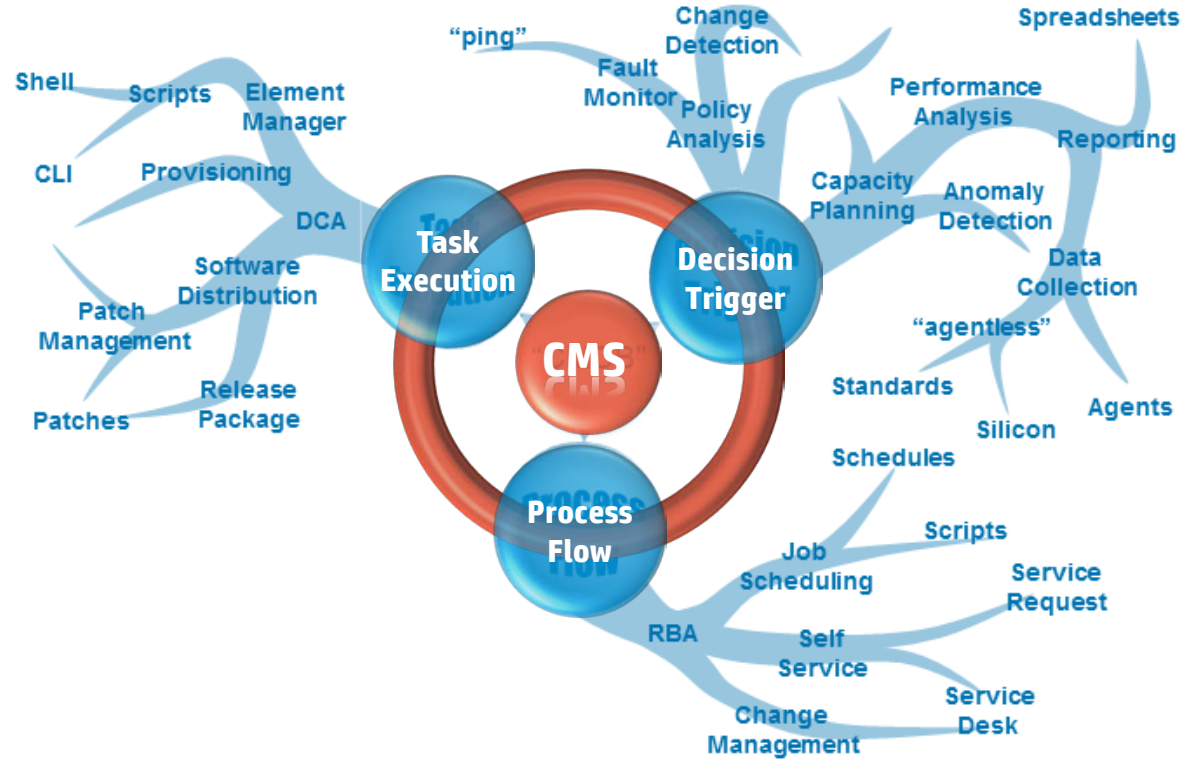 Shell
Scripts
Element
Manager
CLI
Provisioning
DCA
Software
Distribution
Patch
Management
Release
Package
Patches
Task
Execution
“ping”
Fault
Monitor
Change
Detection
Policy
Analysis
Spreadsheets
Performance
Analysis
Reporting
Capacity
Planning
Anomaly
Detection
Data
Collection
“agentless”
Standards
Silicon
Agents
Decision
Trigger
CMS
Process
Flow
Schedules
Job
Scheduling
Scripts
Service
Request
RBA
Self
Service
Service
Desk
Change
Management